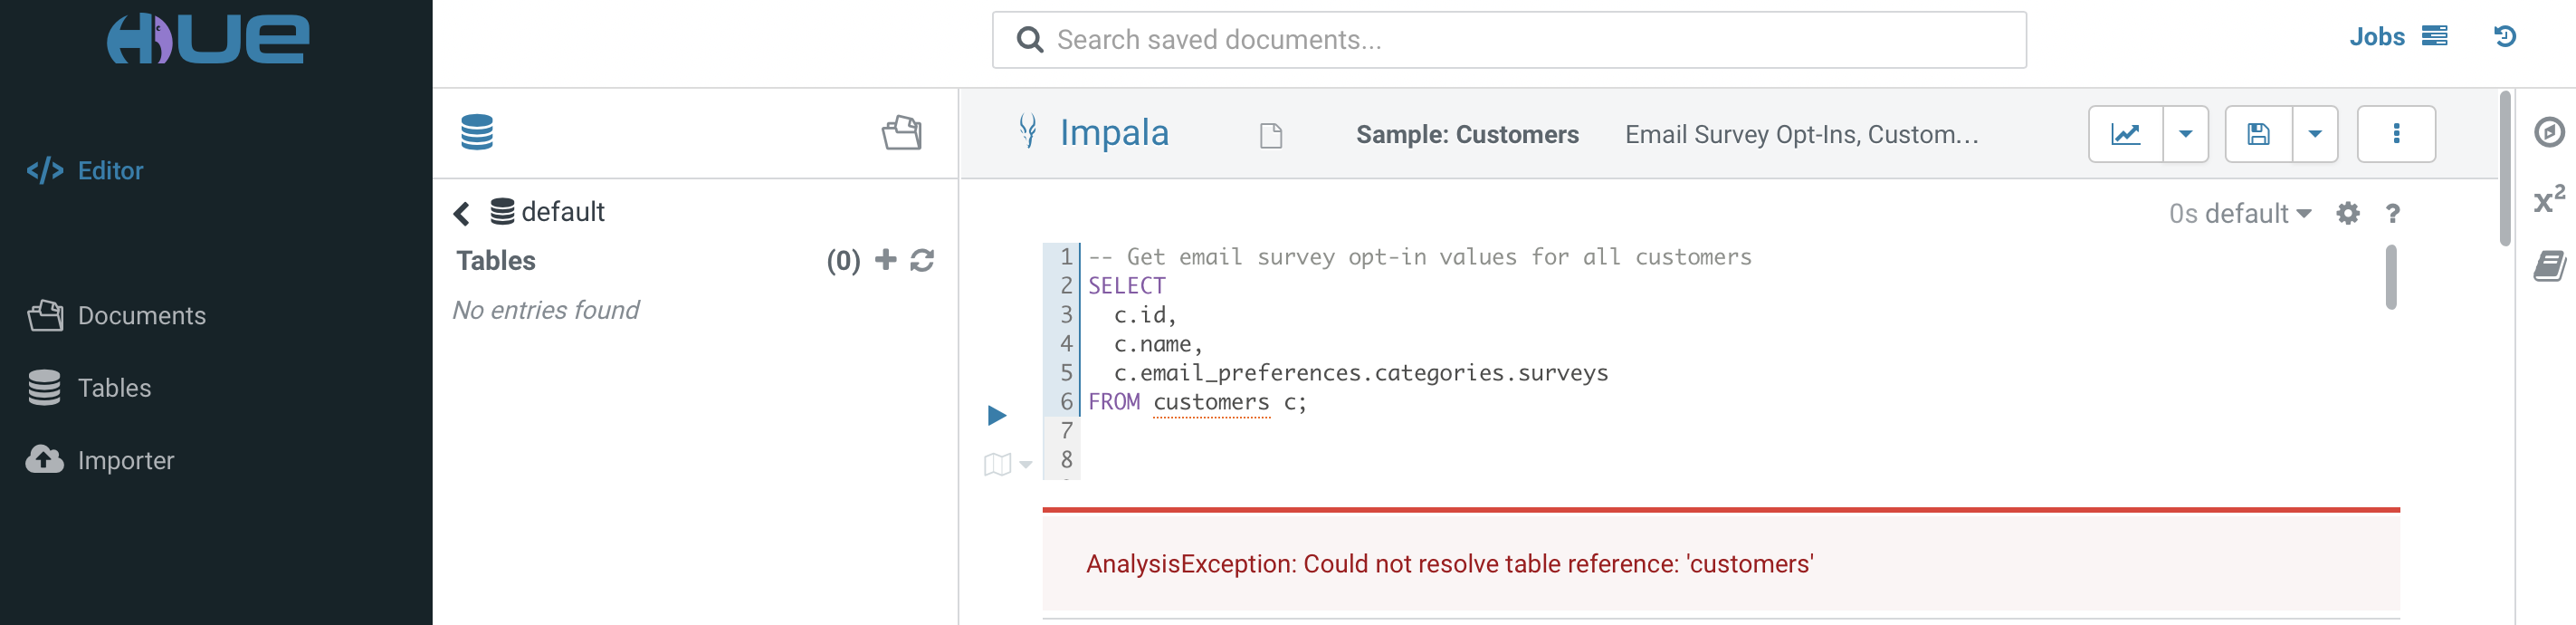 HUE
Search saved documents...
Jobs
</> Editor
Documents
Tables
Importer
default
Tables (0)
No entries found
Impala Sample: Customers Email Survey Opt-Ins, Custom...
0s default ?
x²
1 -- Get email survey opt-in values for all customers
2 SELECT
3 c.id,
4 c.name,
5 c.email_preferences.categories.surveys
6 FROM customers c;
7
8
AnalysisException: Could not resolve table reference: 'customers'